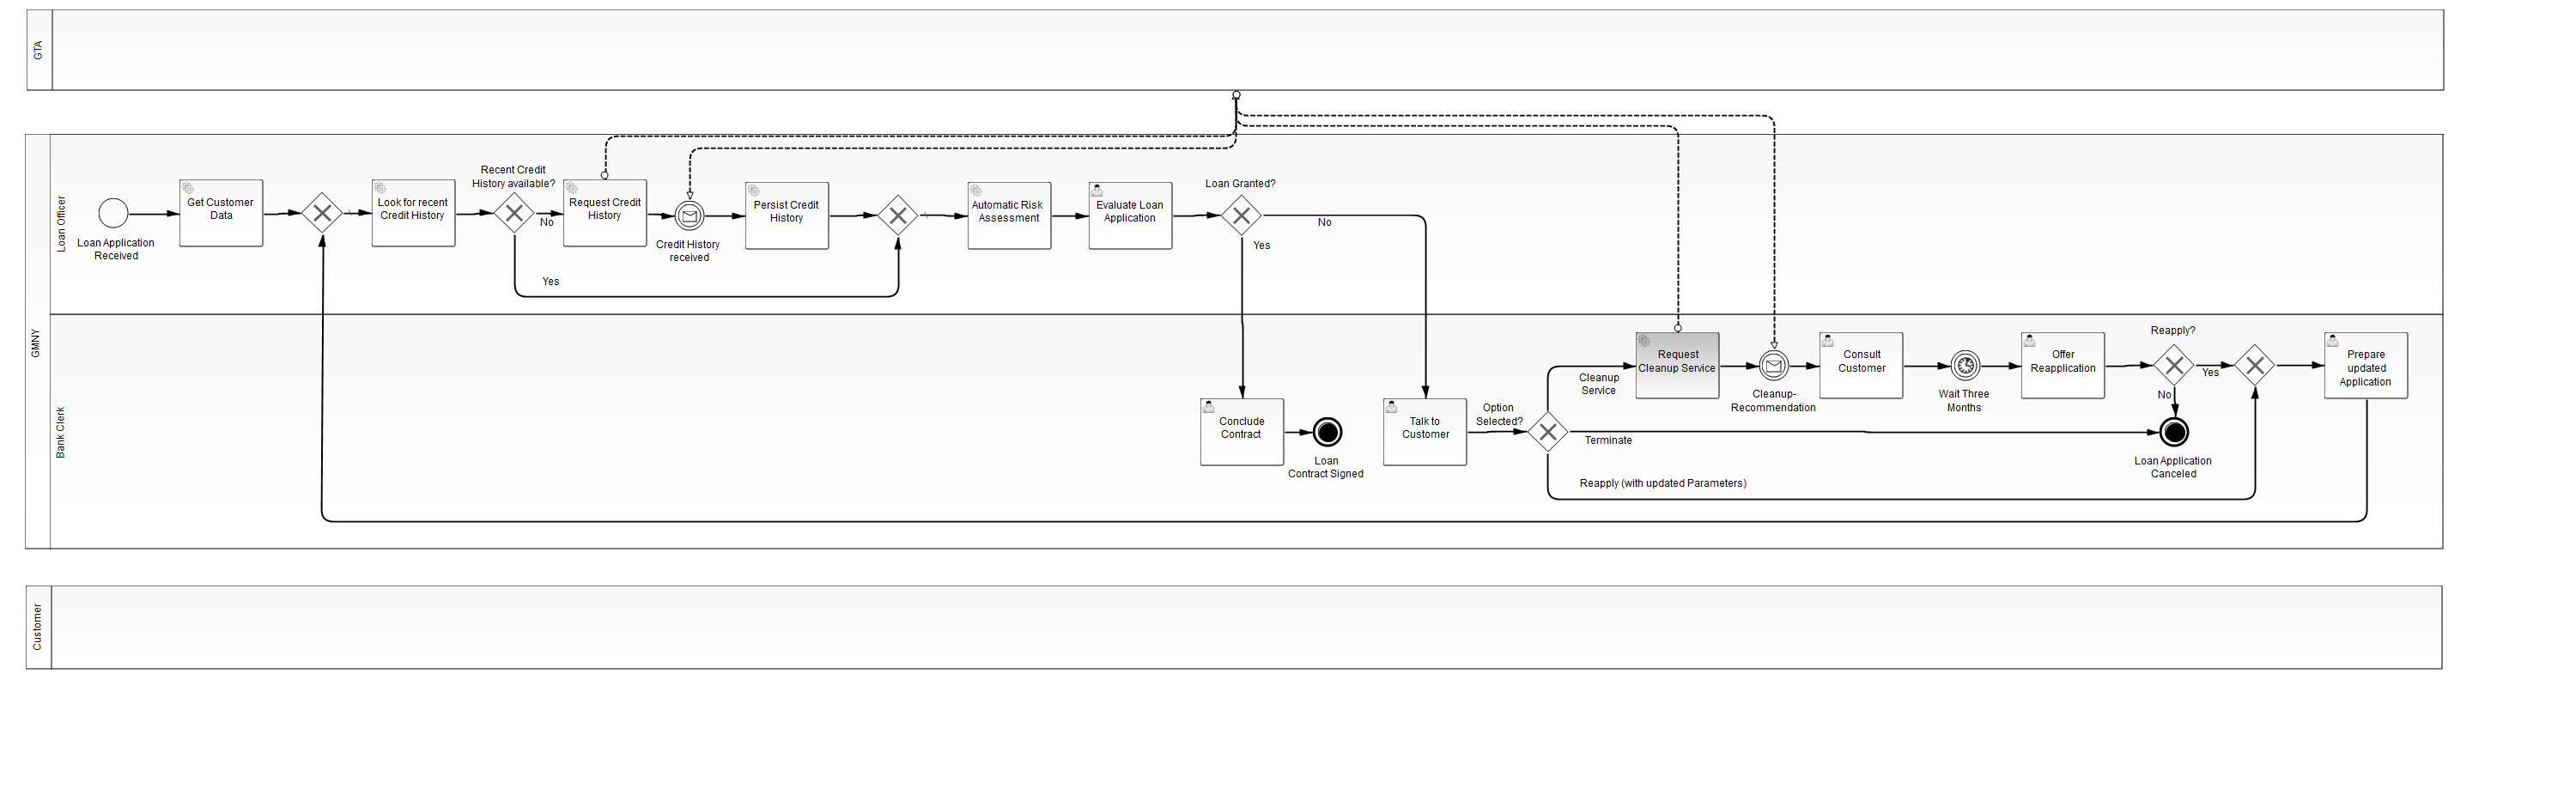 GTA
GMNY
Loan Officer
Loan Application
Received
Get Customer
Data
Look for recent
Credit History
Recent Credit
History available?
No
Yes
Request Credit
History
Credit History
received
Persist Credit
History
Automatic Risk
Assessment
Evaluate Loan
Application
Loan Granted?
No
Yes
Bank Clerk
Conclude
Contract
Loan
Contract Signed
Talk to
Customer
Option
Selected?
Cleanup
Service
Terminate
Reapply (with updated Parameters)
Request
Cleanup Service
Cleanup-
Recommendation
Consult
Customer
Wait Three
Months
Offer
Reapplication
Reapply?
Yes
No
Loan Application
Canceled
Prepare
updated
Application
Customer